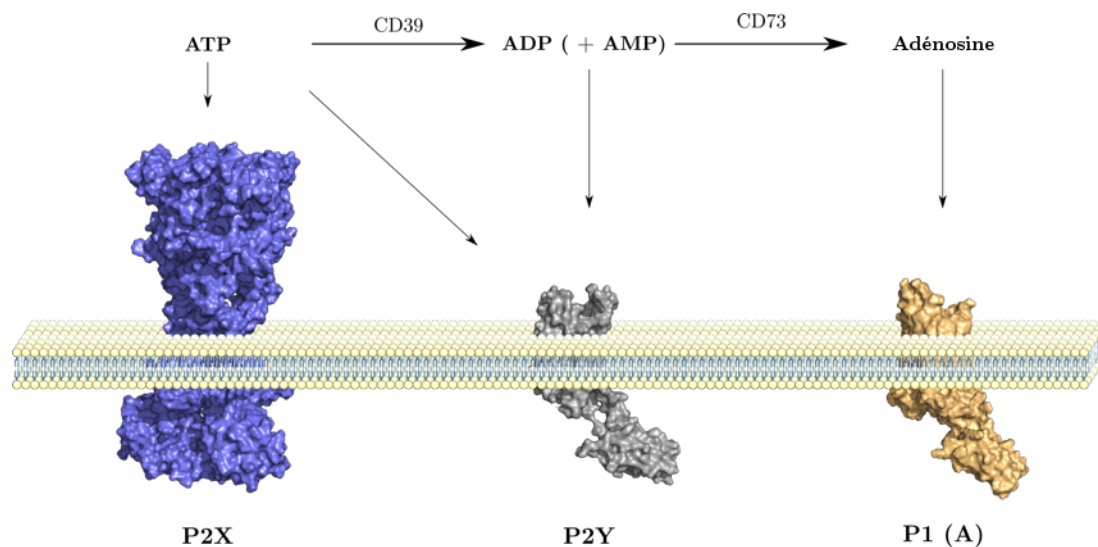 CD39
CD73
ATP
ADP ( + AMP)
Adénosine
P2X
P2Y
P1 (A)